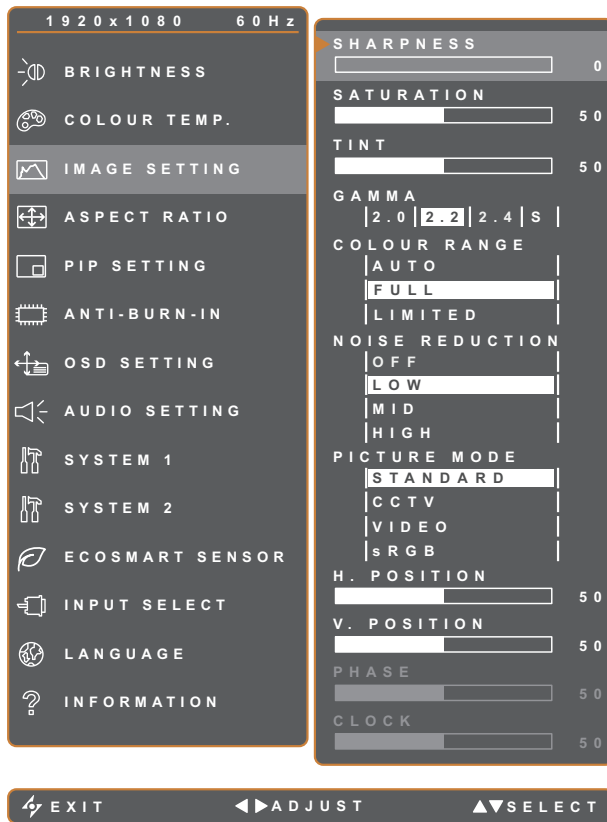 1920x1080 60Hz
BRIGHTNESS
COLOUR TEMP.
IMAGE SETTING
ASPECT RATIO
PIP SETTING
ANTI-BURN-IN
OSD SETTING
AUDIO SETTING
SYSTEM 1
SYSTEM 2
ECOSMART SENSOR
INPUT SELECT
LANGUAGE
INFORMATION
SHARPNESS
0
SATURATION
50
TINT
50
GAMMA
2.0 2.2 2.4 S
COLOUR RANGE
AUTO
FULL
LIMITED
NOISE REDUCTION
OFF
LOW
MID
HIGH
PICTURE MODE
STANDARD
CCTV
VIDEO
sRGB
H. POSITION
50
V. POSITION
50
PHASE
50
CLOCK
50
EXIT ADJUST SELECT